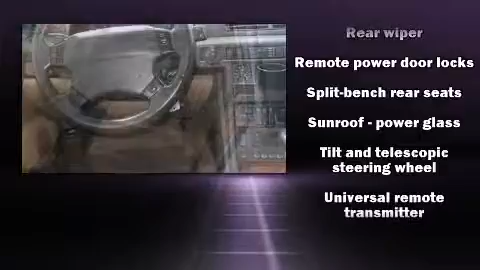 Rear wiper
Remote power door locks
Split-bench rear seats
Sunroof - power glass
Tilt and telescopic
steering wheel
Universal remote
transmitter